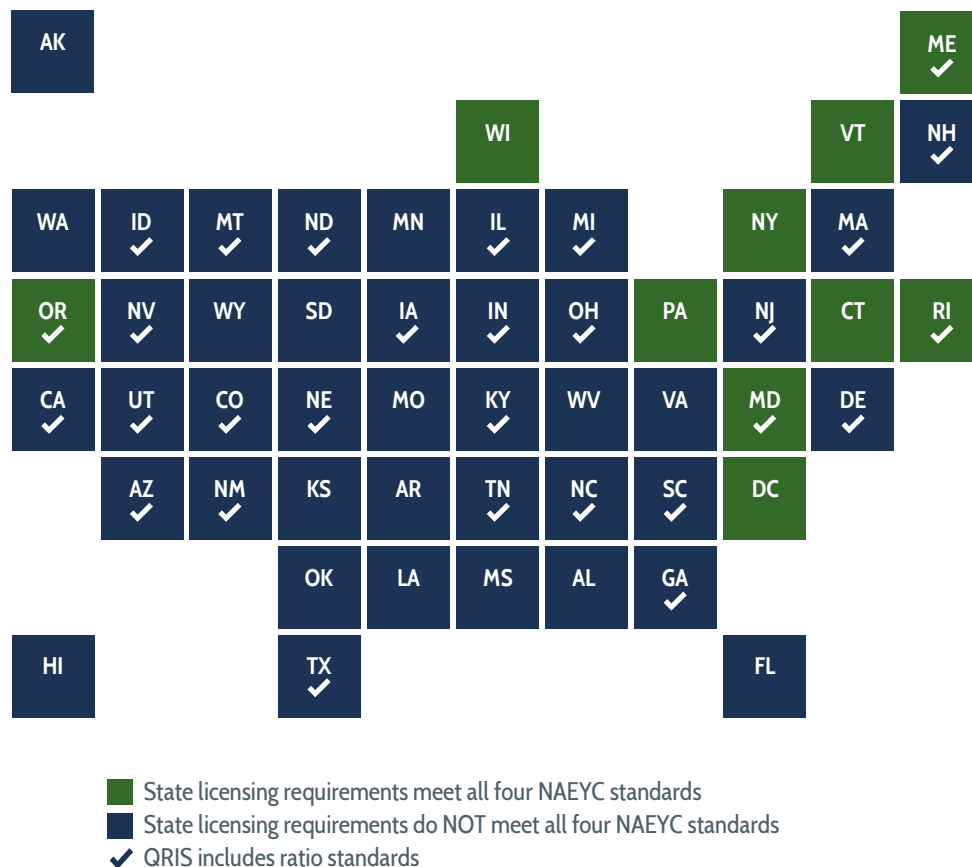 AK ME
WI VT NH
WA ID MT ND MN IL MI NY MA
OR NV WY SD IA IN OH PA NJ CT RI
CA UT CO NE MO KY WV VA MD DE
AZ NM KS AR TN NC SC DC
OK LA MS AL GA
HI TX FL
State licensing requirements meet all four NAEYC standards
State licensing requirements do NOT meet all four NAEYC standards
QRIS includes ratio standards